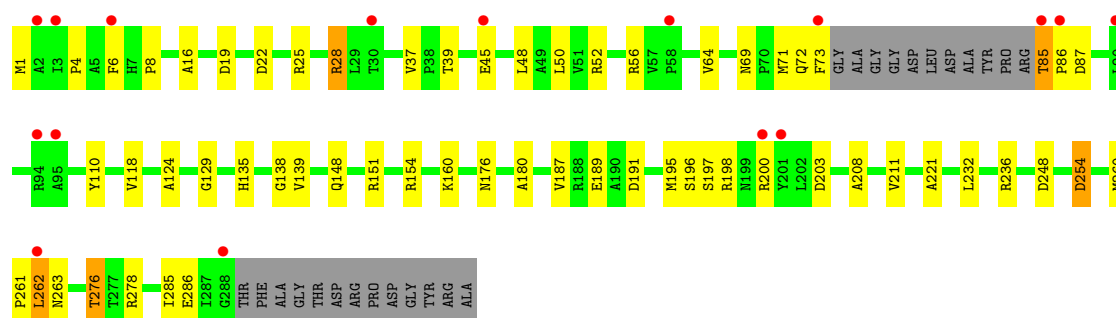 M1 A2 I3 P4 A5 F6 H7 P8 A16 D19 D22 R25 R28 L29 T30 V37 P38 T39 E45 L48 A49 L50 V51 R52 R56 V57 P58 V64 N69 P70 M71 Q72 F73 GLY ALA GLY GLY ASP LEU ASP ALA TYR PRO ARG T85 P86 D87
R94 A95 Y110 V118 A124 G129 H135 G138 V139 Q148 R151 R154 K160 N176 A180 V187 R188 E189 A190 D191 M195 S196 S197 R198 N199 R200 Y201 L202 D203 A208 V211 A221 L232 R236 D248 D254
P261 L262 N263 T276 T277 R278 I285 E286 I287 G288 THR PHE ALA GLY THR ASP ARG PRO ASP GLY TYR ARG ALA